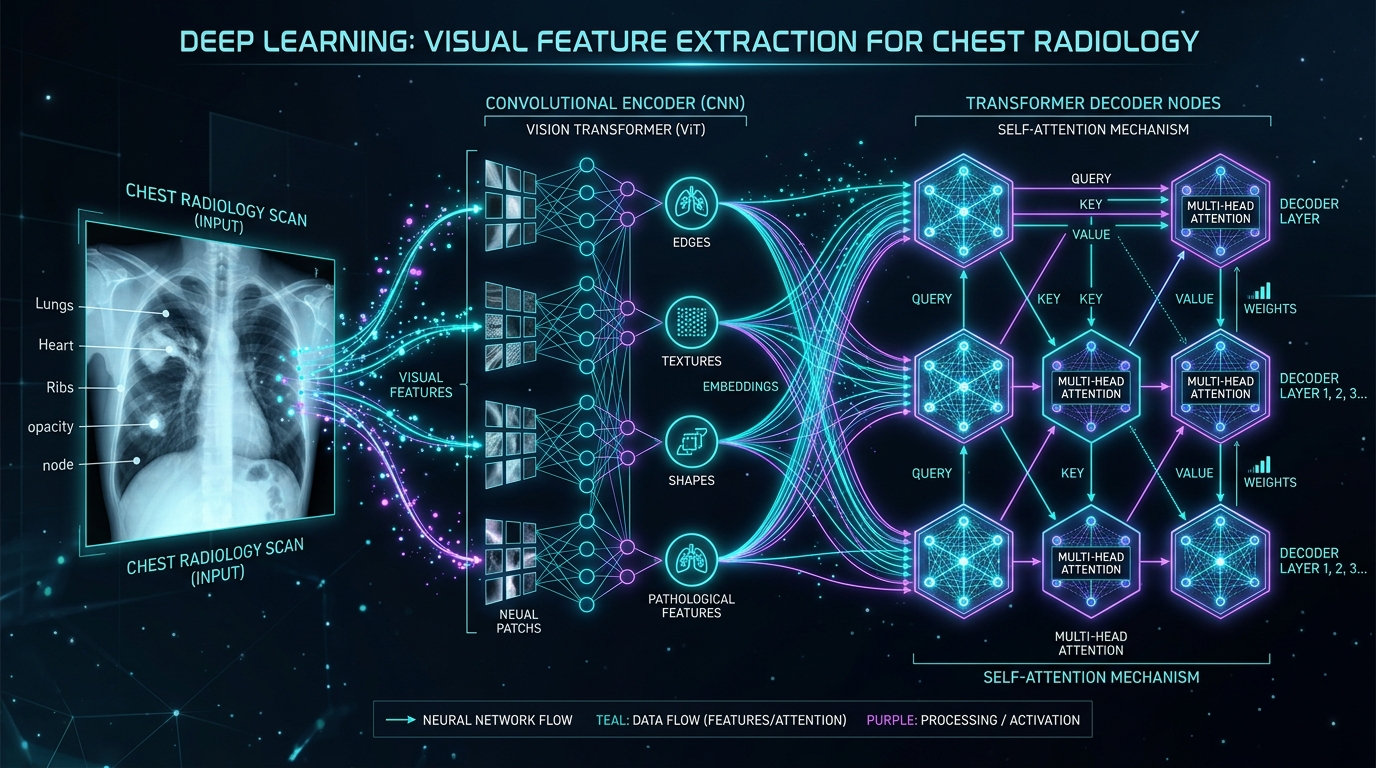 DEEP LEARNING: VISUAL FEATURE EXTRACTION FOR CHEST RADIOLOGY
CHEST RADIOLOGY SCAN
(INPUT)
Lungs
Heart
Ribs
opacity
node
CHEST RADIOLOGY SCAN
(INPUT)
VISUAL
FEATURES
CONVOLUTIONAL ENCODER (CNN)
VISION TRANSFORMER (ViT)
NEUAL
PATCHS
EDGES
TEXTURES
SHAPES
PATHOLOGICAL
FEATURES
EMBEDDINGS
TRANSFORMER DECODER NODES
SELF-ATTENTION MECHANISM
QUERY
KEY
VALUE
MULTI-HEAD
ATTENTION
DECODER
LAYER
QUERY
KEY
KEY
VALUE
WEIGHTS
MULTI-HEAD
ATTENTION
MULTI-HEAD
ATTENTION
DECODER
LAYER 1, 2, 3...
QUERY
KEY
VALUE
WEIGHTS
MULTI-HEAD
ATTENTION
DECODER
LAYER 1, 2, 3...
MULTI-HEAD
ATTENTION
SELF-ATTENTION MECHANISM
NEURAL NETWORK FLOW
TEAL: DATA FLOW (FEATURES/ATTENTION)
PURPLE: PROCESSING / ACTIVATION